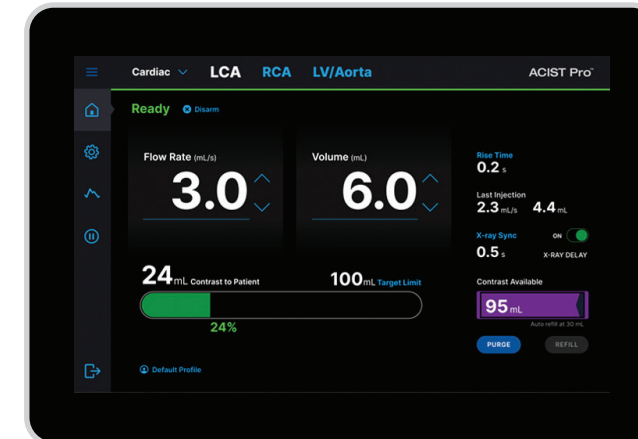 Cardiac LCA RCA LV/Aorta ACIST Pro™
Ready Disarm
Flow Rate (mL/s)
3.0
Volume (mL)
6.0
Rise Time
0.2 s
Last Injection
2.3 mL/s 4.4 mL
X-ray Sync ON
0.5 s X-RAY DELAY
24 mL Contrast to Patient 100 mL Target Limit
24%
Contrast Available
95 mL
Auto refill at 30 mL
PURGE REFILL
Default Profile